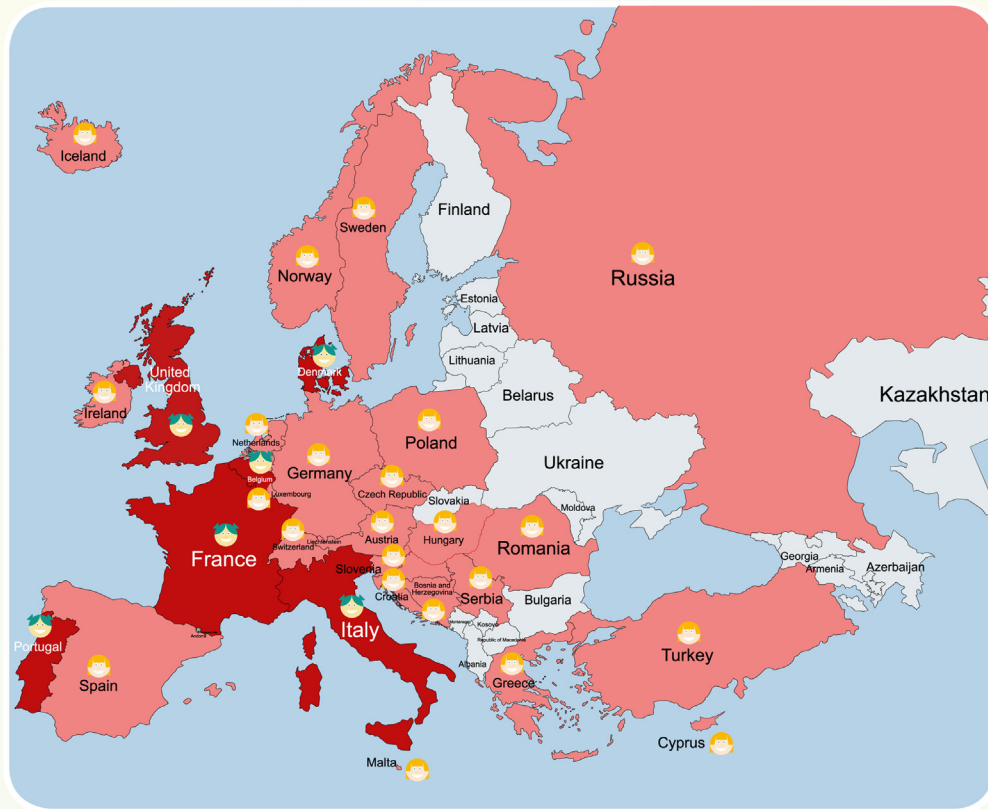 Iceland
Finland
Sweden
Norway
Russia
Estonia
Latvia
Denmark
Lithuania
United
Kingdom
Belarus
Kazakhstan
Ireland
Netherlands
Poland
Ukraine
Germany
Belgium
Luxembourg
Czech Republic
Slovakia
Moldova
France
Switzerland
Liechtenstein
Austria
Hungary
Romania
Georgia
Armenia
Azerbaijan
Slovenia
Bosnia and
Herzegovina
Croatia
Serbia
Bulgaria
Montenegro
Kosovo
Andorra
Italy
Republic of Macedonia
Portugal
Turkey
Albania
Spain
Greece
Cyprus
Malta